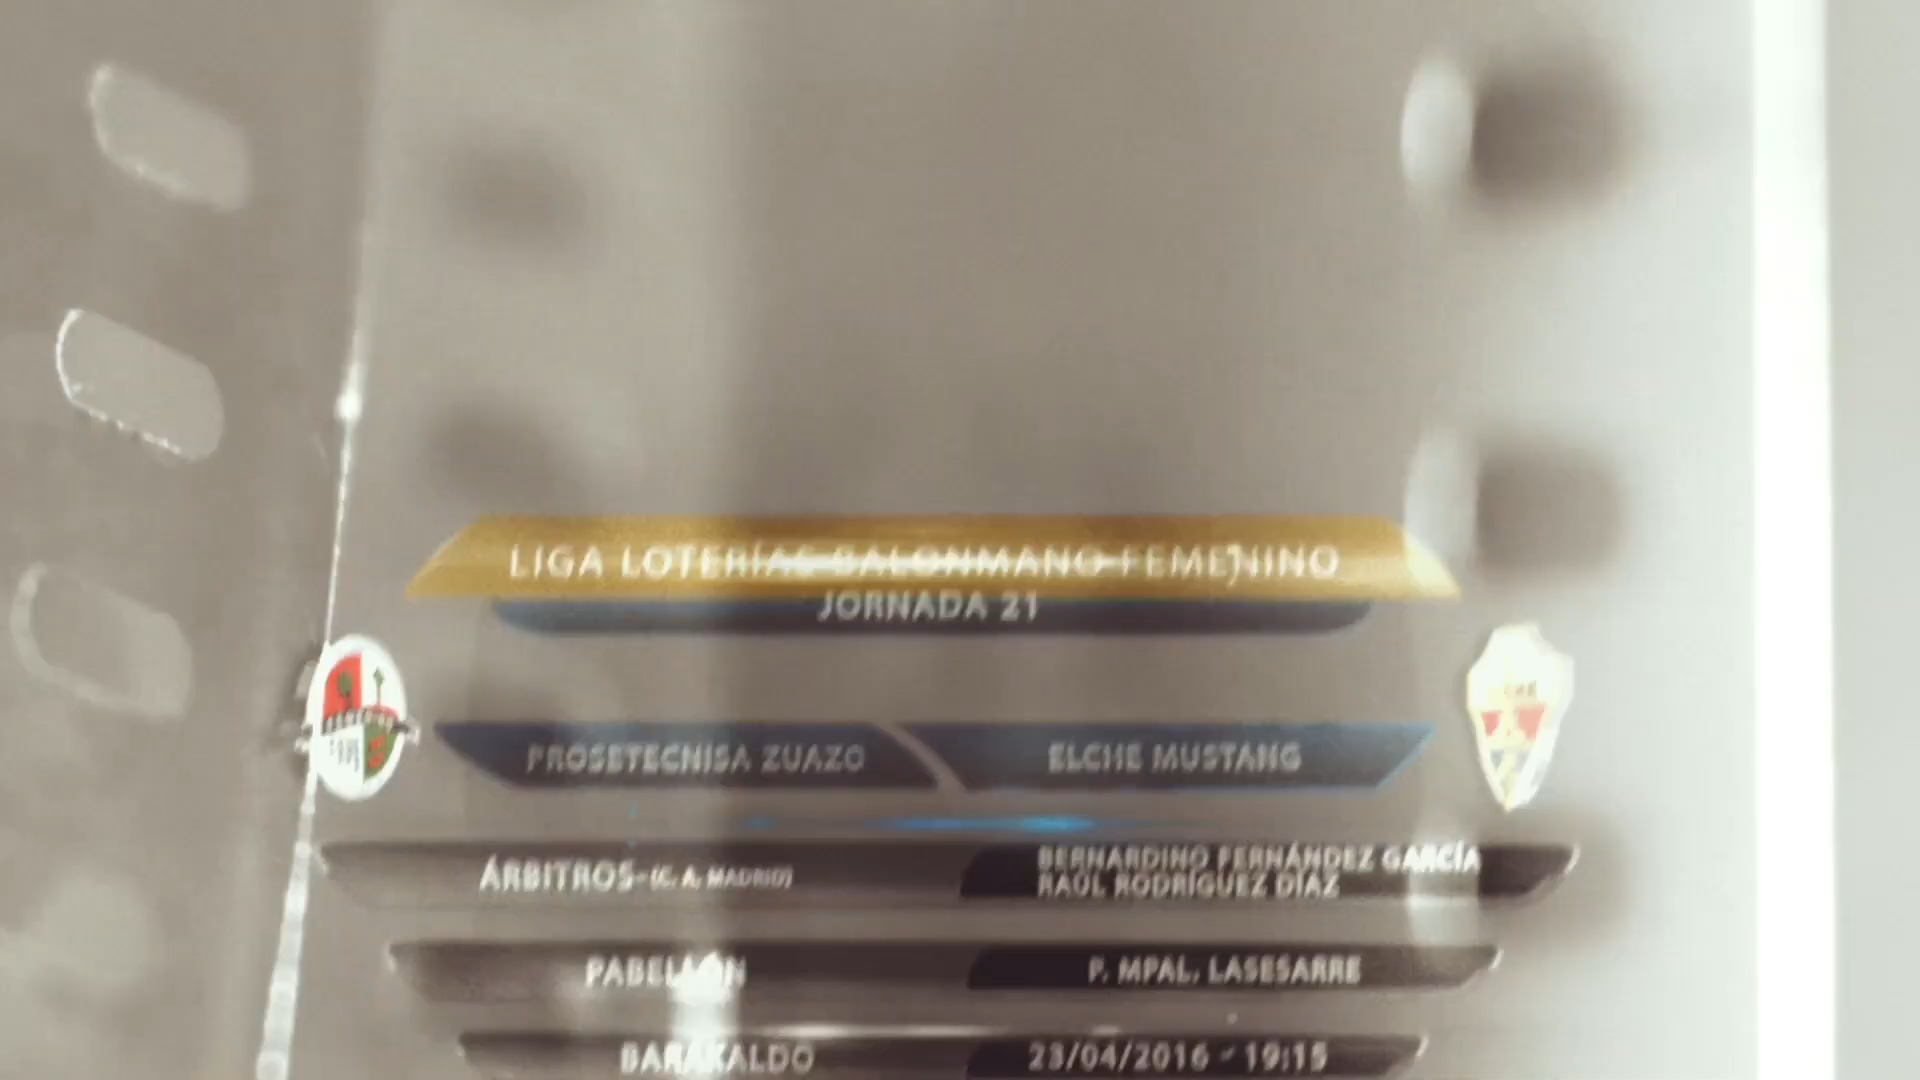 LIGA LOTERÍAS BALONMANO FEMENINO
JORNADA 21
PROSETECNISA ZUAZO
ELCHE MUSTANG
ÁRBITROS-(C. A. MADRID)
BERNARDINO FERNÁNDEZ GARCÍA
RAÚL RODRÍGUEZ DÍAZ
PABELLÓN
P. MPAL. LASESARRE
BARAKALDO
23/04/2016 - 19:15